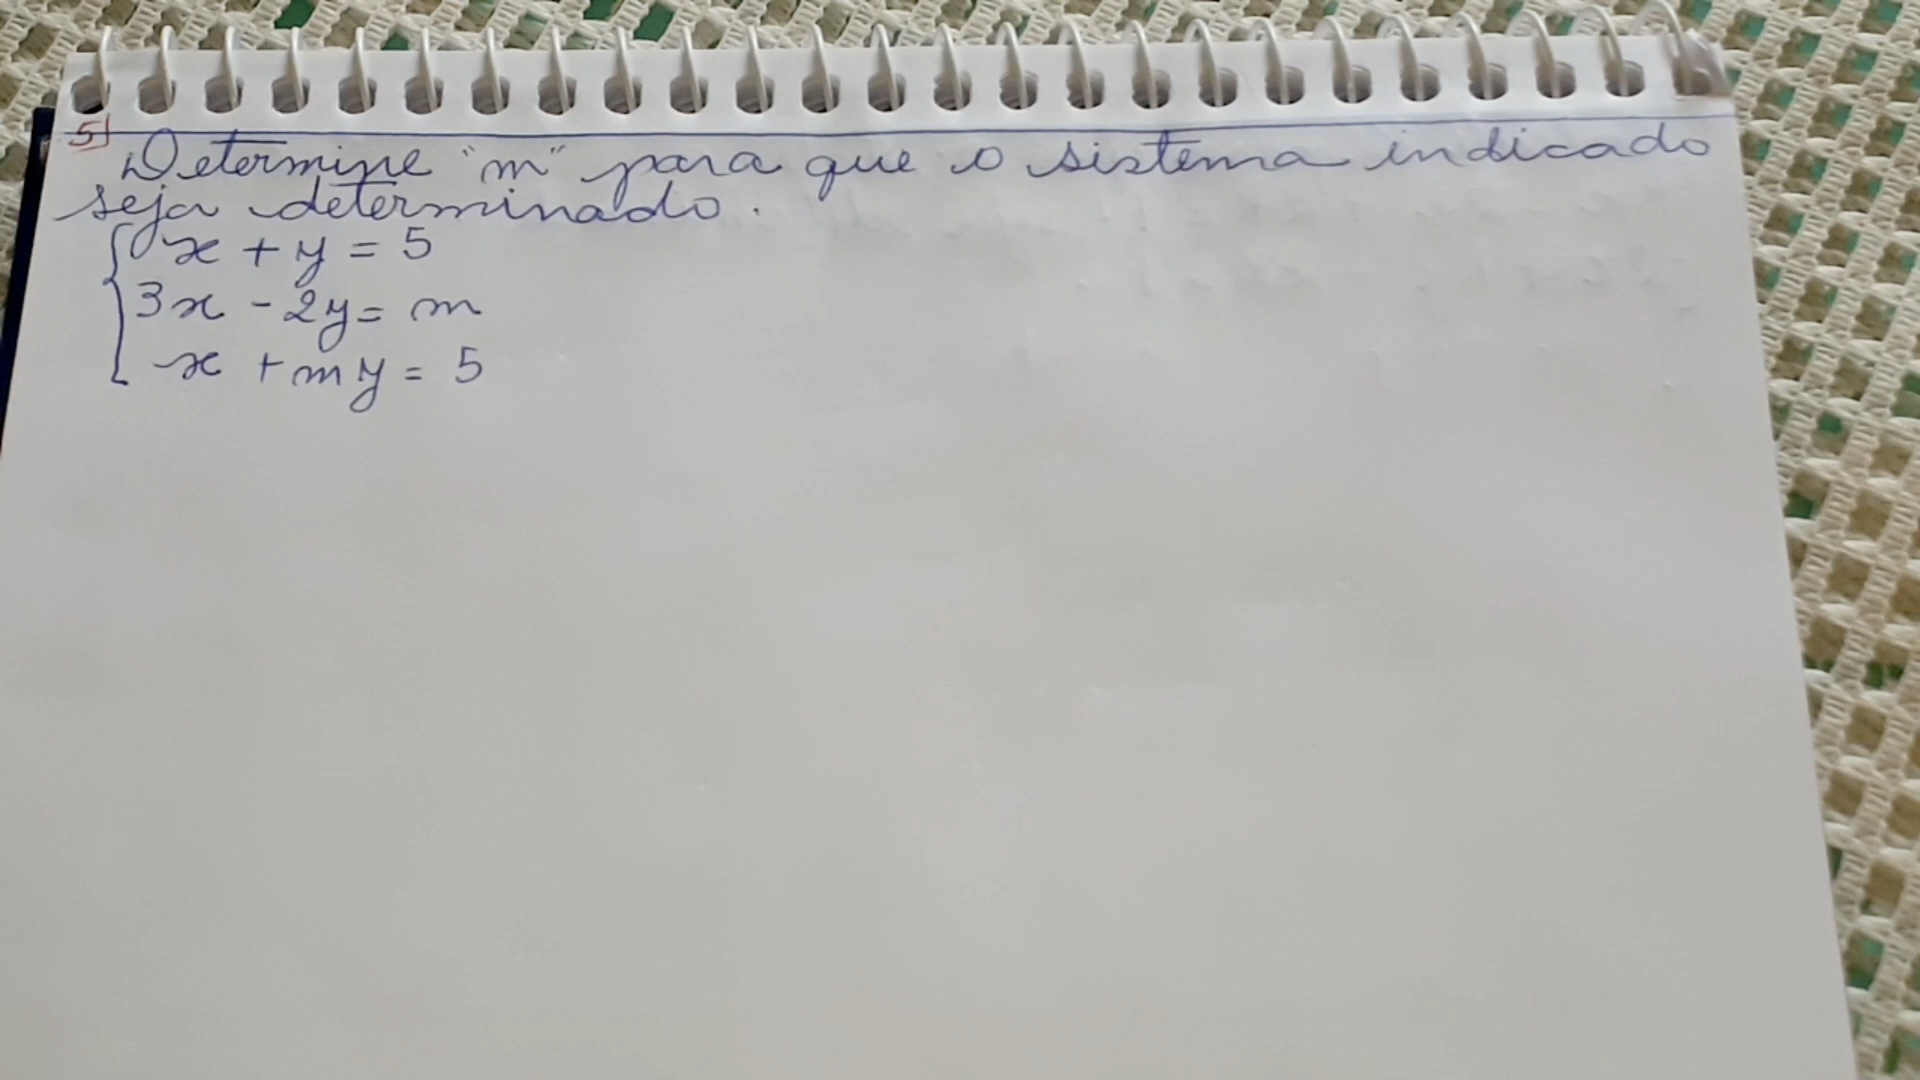 5)
Determine "m" para que o sistema indicado
seja determinado.
x + y = 5
3x - 2y = m
x + my = 5